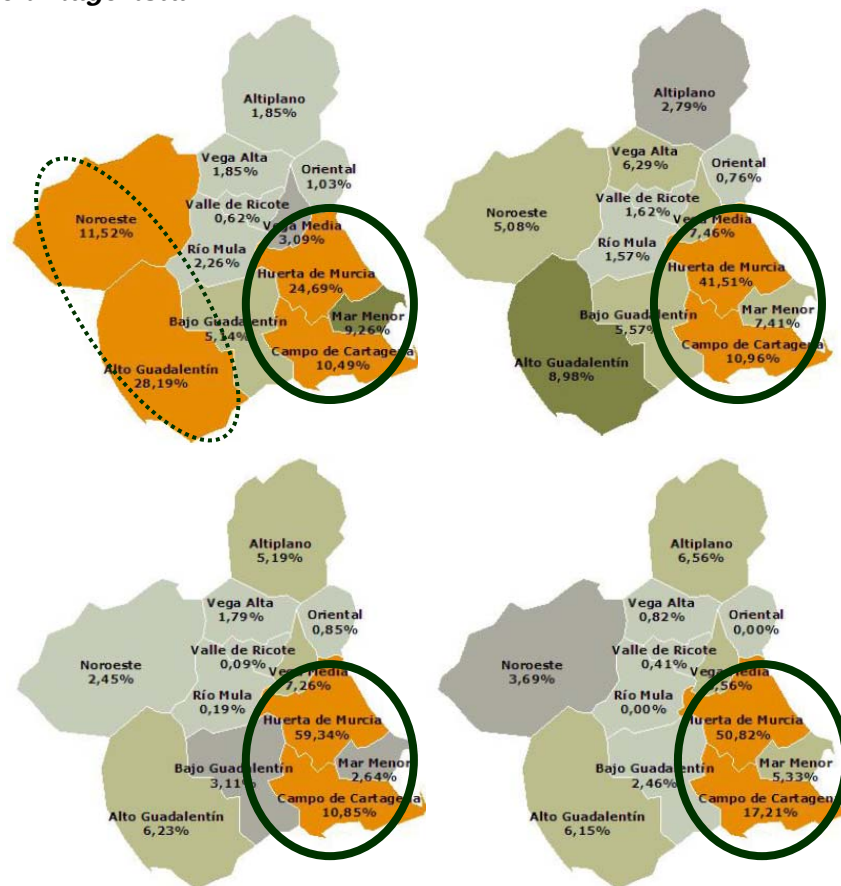 Altiplano
1,85%
Vega Alta
1,85%
Oriental
1,03%
Valle de Ricote
0,62%
Noroeste
11,52%
Vega Media
3,09%
Río Mula
2,26%
Huerta de Murcia
24,69%
Mar Menor
9,26%
Bajo Guadalentín
5,14%
Campo de Cartagena
10,49%
Alto Guadalentín
28,19%
Altiplano
2,79%
Vega Alta
6,29%
Oriental
0,76%
Valle de Ricote
1,62%
Noroeste
5,08%
Vega Media
7,46%
Río Mula
1,57%
Huerta de Murcia
41,51%
Mar Menor
7,41%
Bajo Guadalentín
5,57%
Campo de Cartagena
10,96%
Alto Guadalentín
8,98%
Altiplano
5,19%
Vega Alta
1,79%
Oriental
0,85%
Valle de Ricote
0,09%
Noroeste
2,45%
Vega Media
7,26%
Río Mula
0,19%
Huerta de Murcia
59,34%
Mar Menor
2,64%
Bajo Guadalentín
3,11%
Campo de Cartagena
10,85%
Alto Guadalentín
6,23%
Altiplano
6,56%
Vega Alta
0,82%
Oriental
0,00%
Valle de Ricote
0,41%
Noroeste
3,69%
Vega Media
,56%
Río Mula
0,00%
Huerta de Murcia
50,82%
Mar Menor
5,33%
Bajo Guadalentín
2,46%
Campo de Cartagena
17,21%
Alto Guadalentín
6,15%